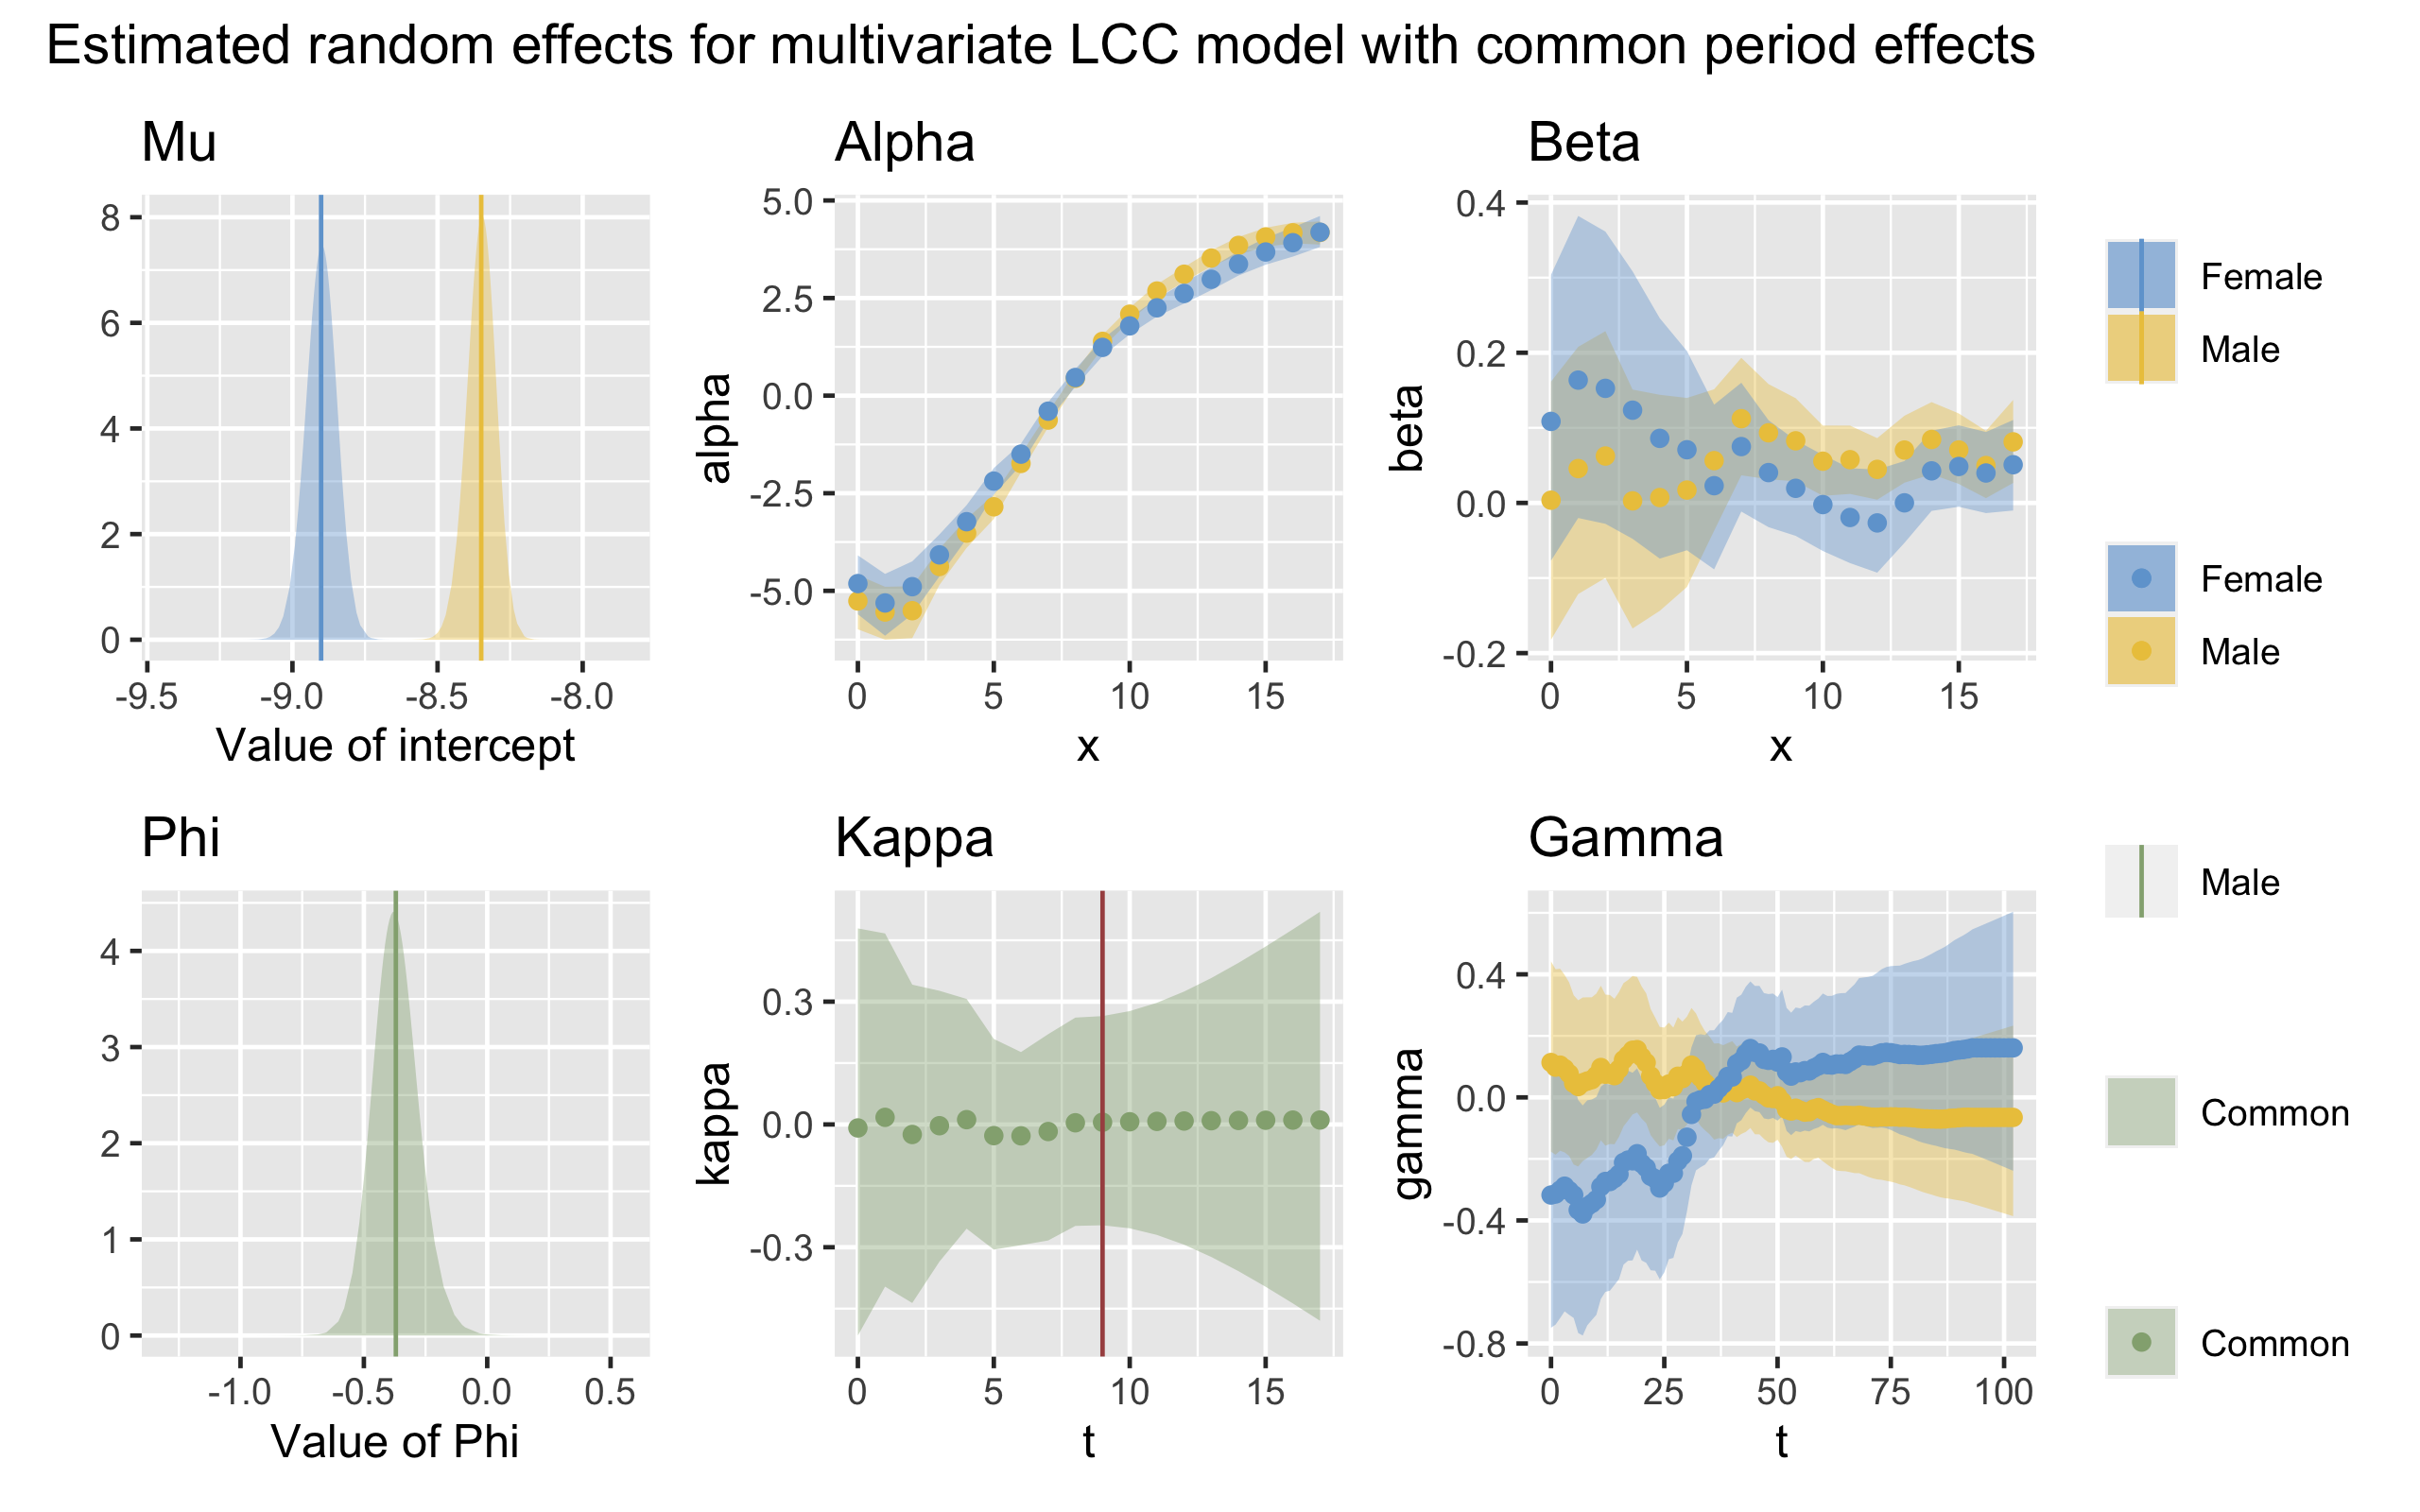 Estimated random effects for multivariate LCC model with common period effects
Mu
8
6
4
2
0
-9.5 -9.0 -8.5 -8.0
Value of intercept
Alpha
5.0
2.5
0.0
-2.5
-5.0
alpha
0 5 10 15
x
Beta
0.4
0.2
0.0
-0.2
beta
0 5 10 15
x
Female
Male
Female
Male
Phi
4
3
2
1
0
-1.0 -0.5 0.0 0.5
Value of Phi
Kappa
0.3
0.0
-0.3
kappa
0 5 10 15
t
Gamma
0.4
0.0
-0.4
-0.8
gamma
0 25 50 75 100
t
Male
Common
Common